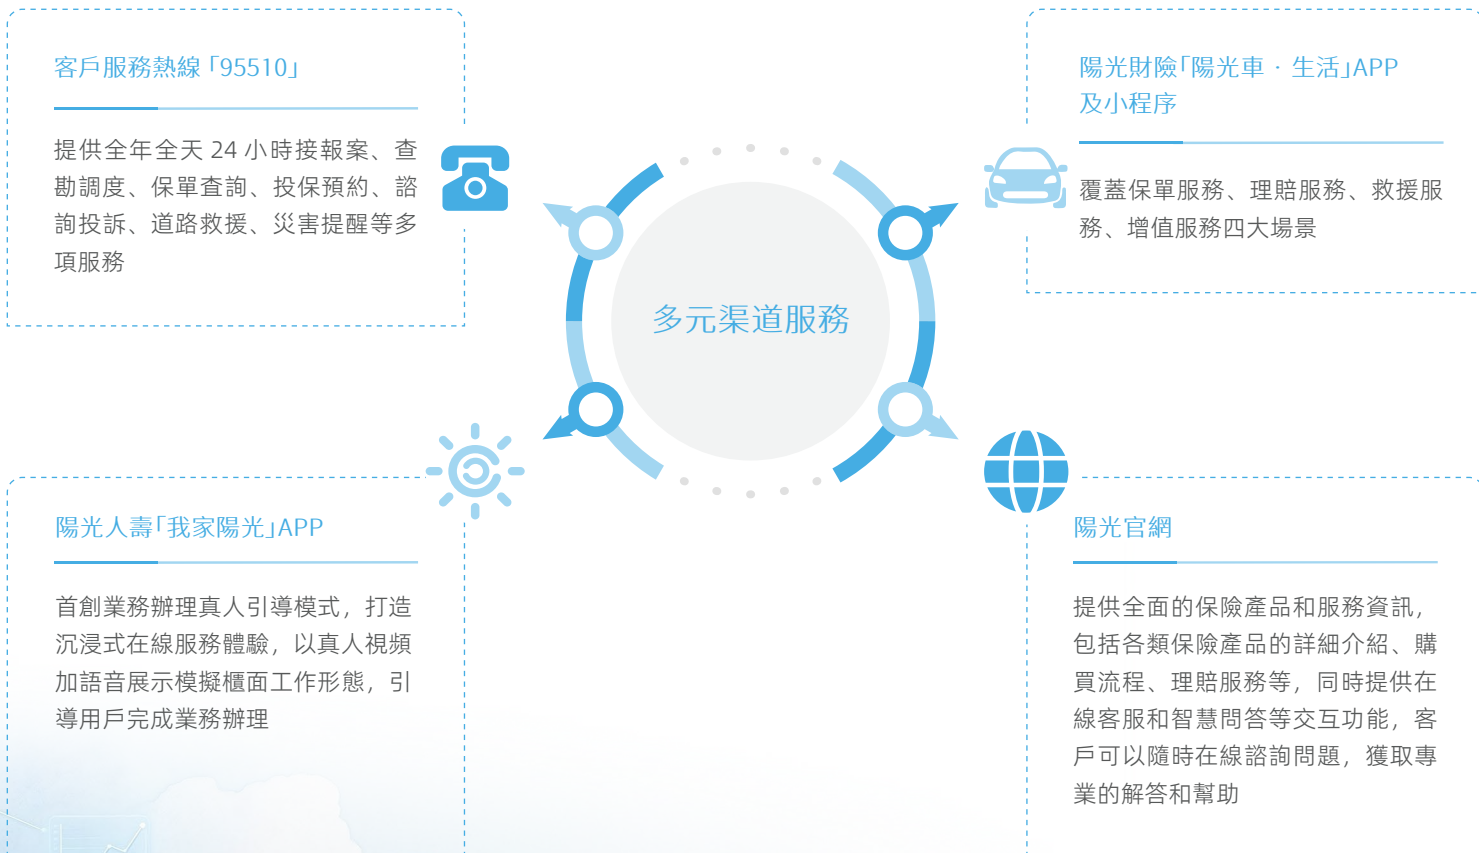 客戶服務熱線「95510」
提供全年全天 24 小時接報案、查
勘調度、保單查詢、投保預約、諮
詢投訴、道路救援、災害提醒等多
項服務
陽光財險「陽光車 · 生活」APP
及小程序
覆蓋保單服務、理賠服務、救援服
務、增值服務四大場景
多元渠道服務
陽光人壽「我家陽光」APP
首創業務辦理真人引導模式，打造
沉浸式在線服務體驗，以真人視頻
加語音展示模擬櫃面工作形態，引
導用戶完成業務辦理
陽光官網
提供全面的保險產品和服務資訊，
包括各類保險產品的詳細介紹、購
買流程、理賠服務等，同時提供在
線客服和智慧問答等交互功能，客
戶可以隨時在線諮詢問題，獲取專
業的解答和幫助